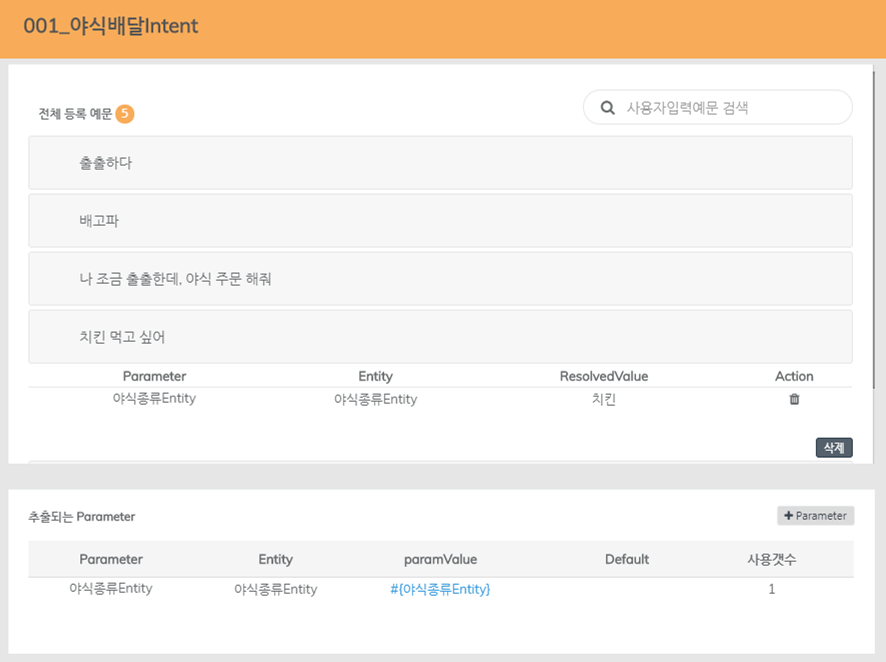 001_야식배달Intent
전체 등록 예문 5
사용자입력예문 검색
출출하다
배고파
나 조금 출출한데, 야식 주문 해줘
치킨 먹고 싶어
Parameter Entity ResolvedValue Action
야식종류Entity 야식종류Entity 치킨
삭제
추출되는 Parameter
+ Parameter
Parameter Entity paramValue Default 사용갯수
야식종류Entity 야식종류Entity #{야식종류Entity} 1